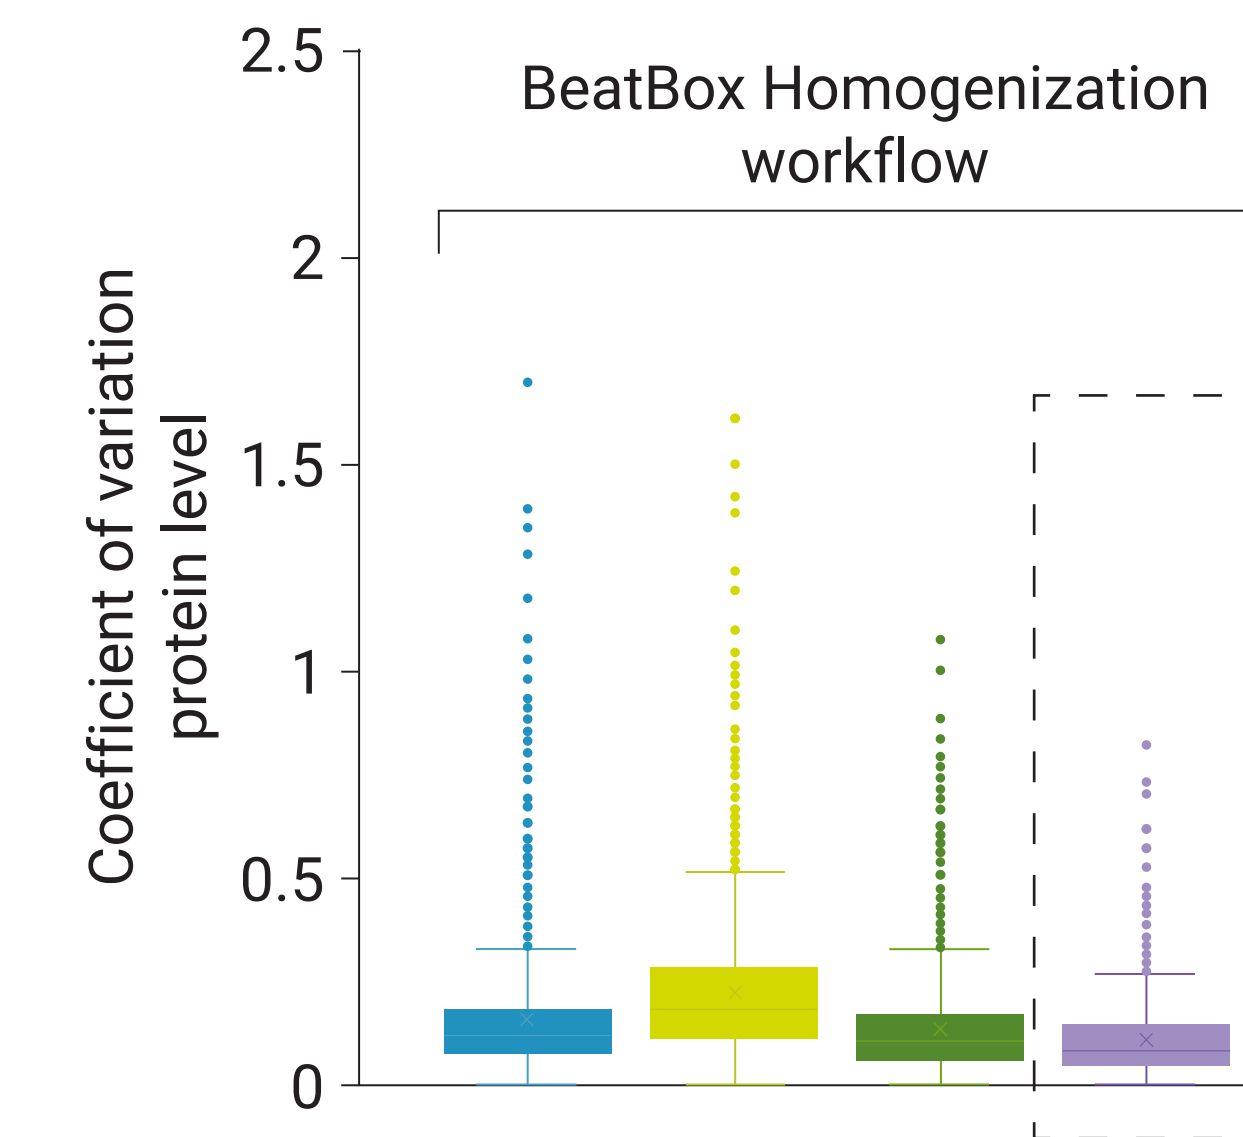 2.5
BeatBox Homogenization
workflow
2
Coefficient of variation
protein level
1.5
1
0.5
0